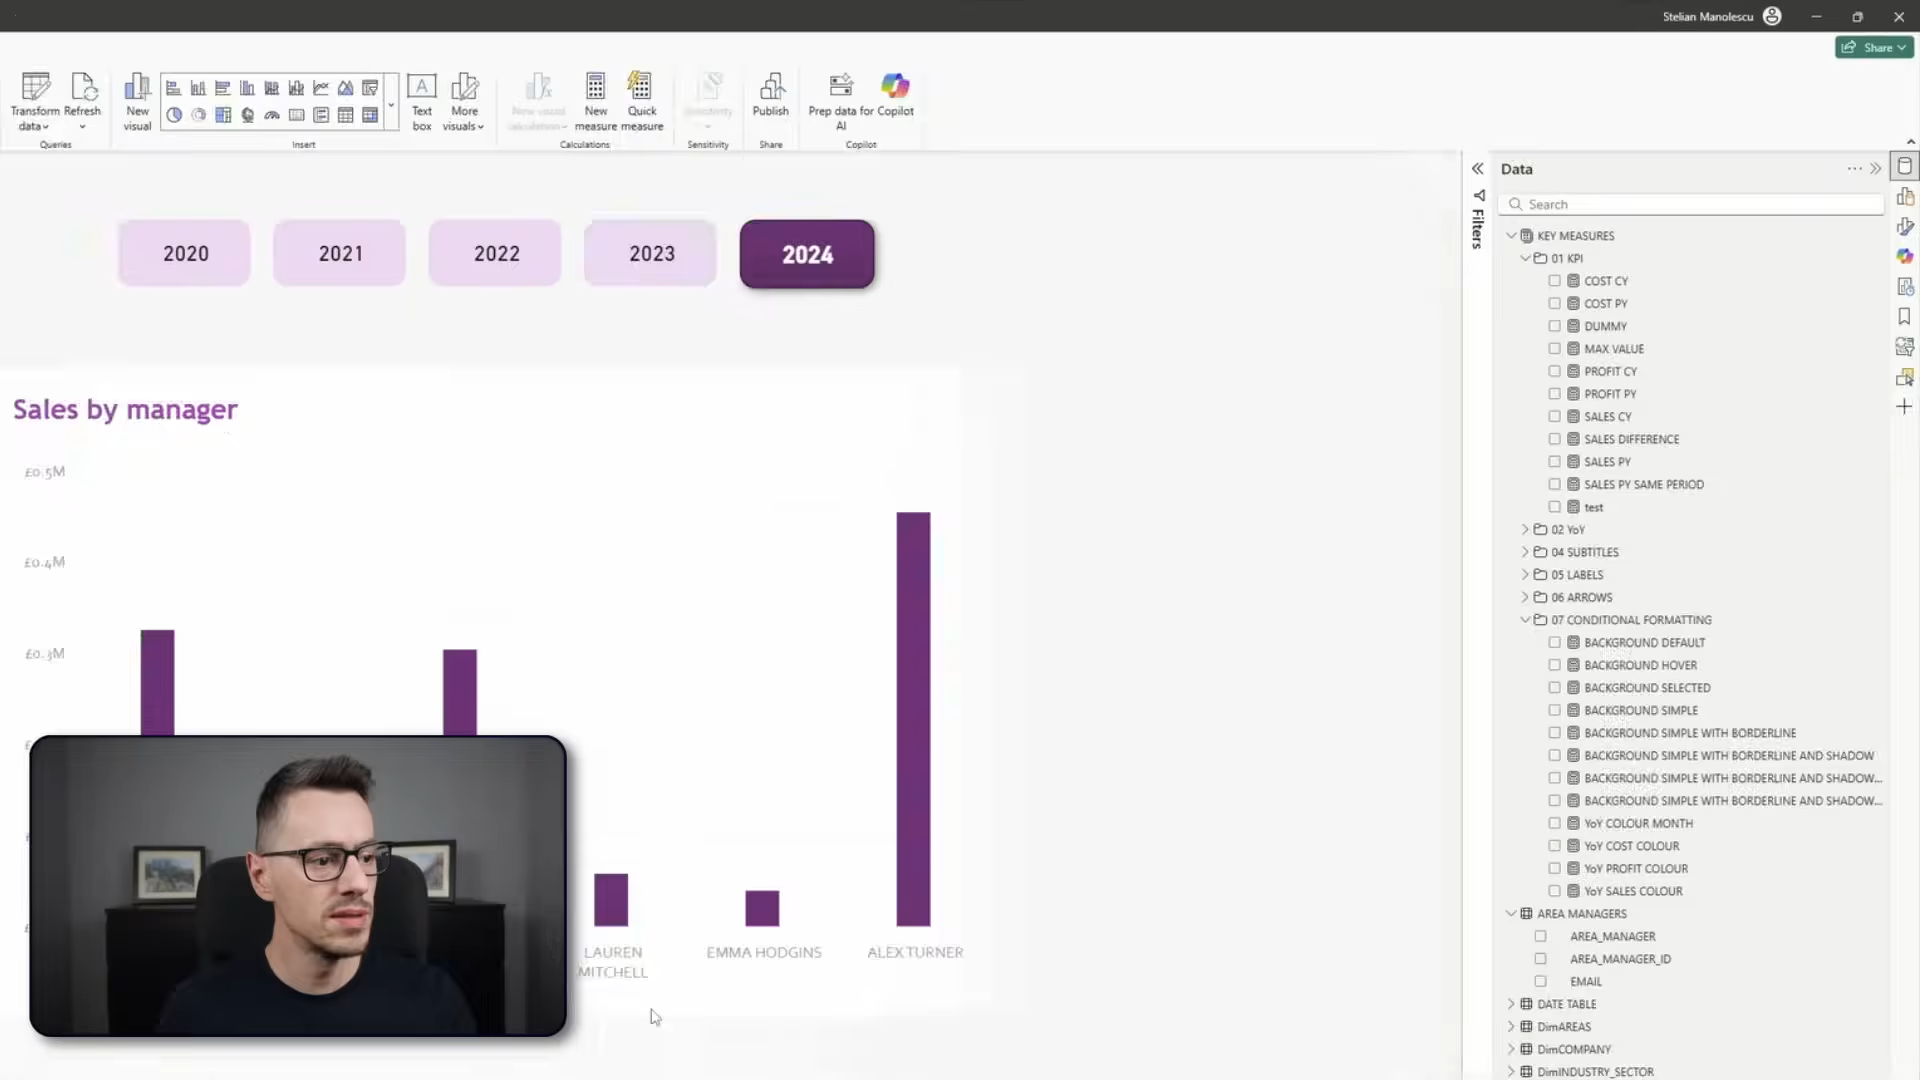 Stelian Manolescu
Share
Transform data
Refresh
New visual
Text box
More visuals
New visual calculation
New measure
Quick measure
Sensitivity
Publish
Prep data for AI
Copilot
Queries
Insert
Calculations
Sensitivity
Share
Copilot
2020
2021
2022
2023
2024
Sales by manager
£0.5M
£0.4M
£0.3M
LAUREN
MITCHELL
EMMA HODGINS
ALEX TURNER
Filters
Data
Search
KEY MEASURES
01 KPI
COST CY
COST PY
DUMMY
MAX VALUE
PROFIT CY
PROFIT PY
SALES CY
SALES DIFFERENCE
SALES PY
SALES PY SAME PERIOD
test
02 YoY
04 SUBTITLES
05 LABELS
06 ARROWS
07 CONDITIONAL FORMATTING
BACKGROUND DEFAULT
BACKGROUND HOVER
BACKGROUND SELECTED
BACKGROUND SIMPLE
BACKGROUND SIMPLE WITH BORDERLINE
BACKGROUND SIMPLE WITH BORDERLINE AND SHADOW
BACKGROUND SIMPLE WITH BORDERLINE AND SHADOW...
BACKGROUND SIMPLE WITH BORDERLINE AND SHADOW...
YoY COLOUR MONTH
YoY COST COLOUR
YoY PROFIT COLOUR
YoY SALES COLOUR
AREA MANAGERS
AREA_MANAGER
AREA_MANAGER_ID
EMAIL
DATE TABLE
DimAREAS
DimCOMPANY
DimINDUSTRY_SECTOR